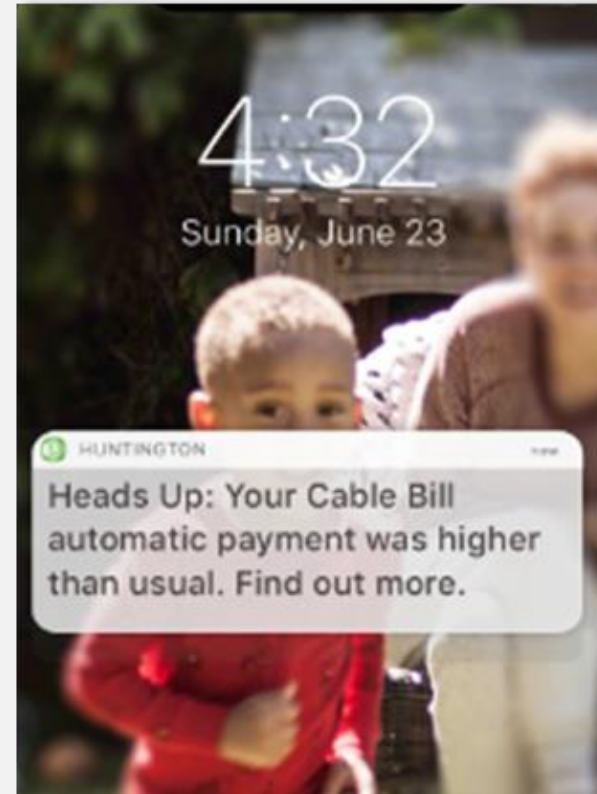 4:32
Sunday, June 23
HUNTINGTON
now
Heads Up: Your Cable Bill
automatic payment was higher
than usual. Find out more.